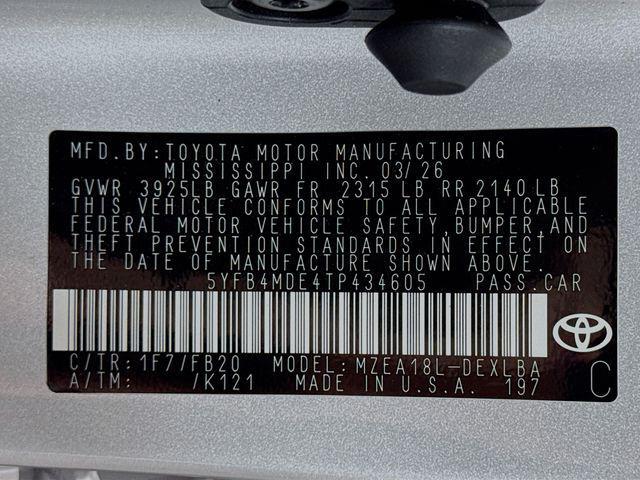 MFD.BY:TOYOTA MOTOR MANUFACTURING
MISSISSIPPI INC. 03/26
GVWR 3925LB GAWR FR 2315 LB RR 2140 LB
THIS VEHICLE CONFORMS TO ALL APPLICABLE
FEDERAL MOTOR VEHICLE SAFETY, BUMPER, AND
THEFT PREVENTION STANDARDS IN EFFECT ON
THE DATE OF MANUFACTURE SHOWN ABOVE.
5YFB4MDE4TP434605 PASS.CAR
C/TR:1F7/FB20 MODEL:MZEA18L-DEXLBA
A/TM: /K121 MADE IN U.S.A. 197 C